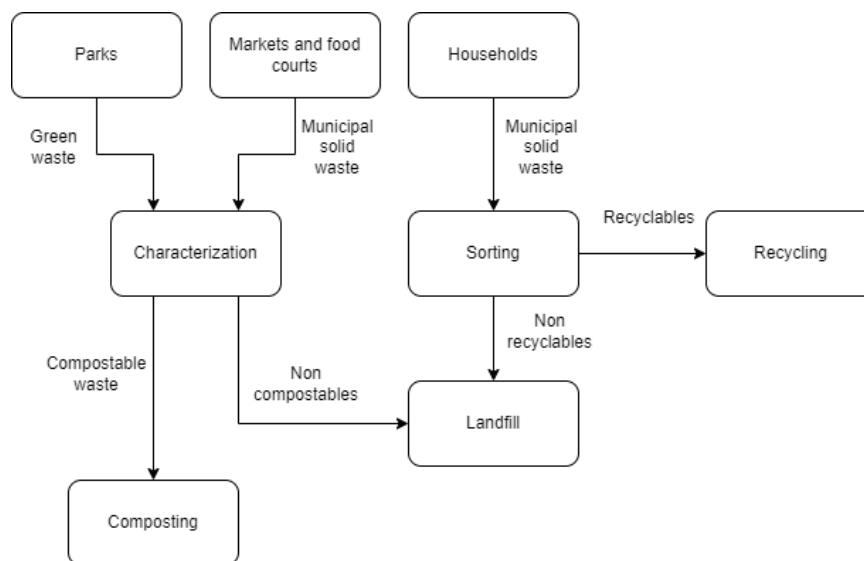 Parks
Markets and food
courts
Households
Green
waste
Municipal
solid
waste
Municipal
solid
waste
Characterization
Sorting
Recyclables
Recycling
Compostable
waste
Non
compostables
Non
recyclables
Landfill
Composting